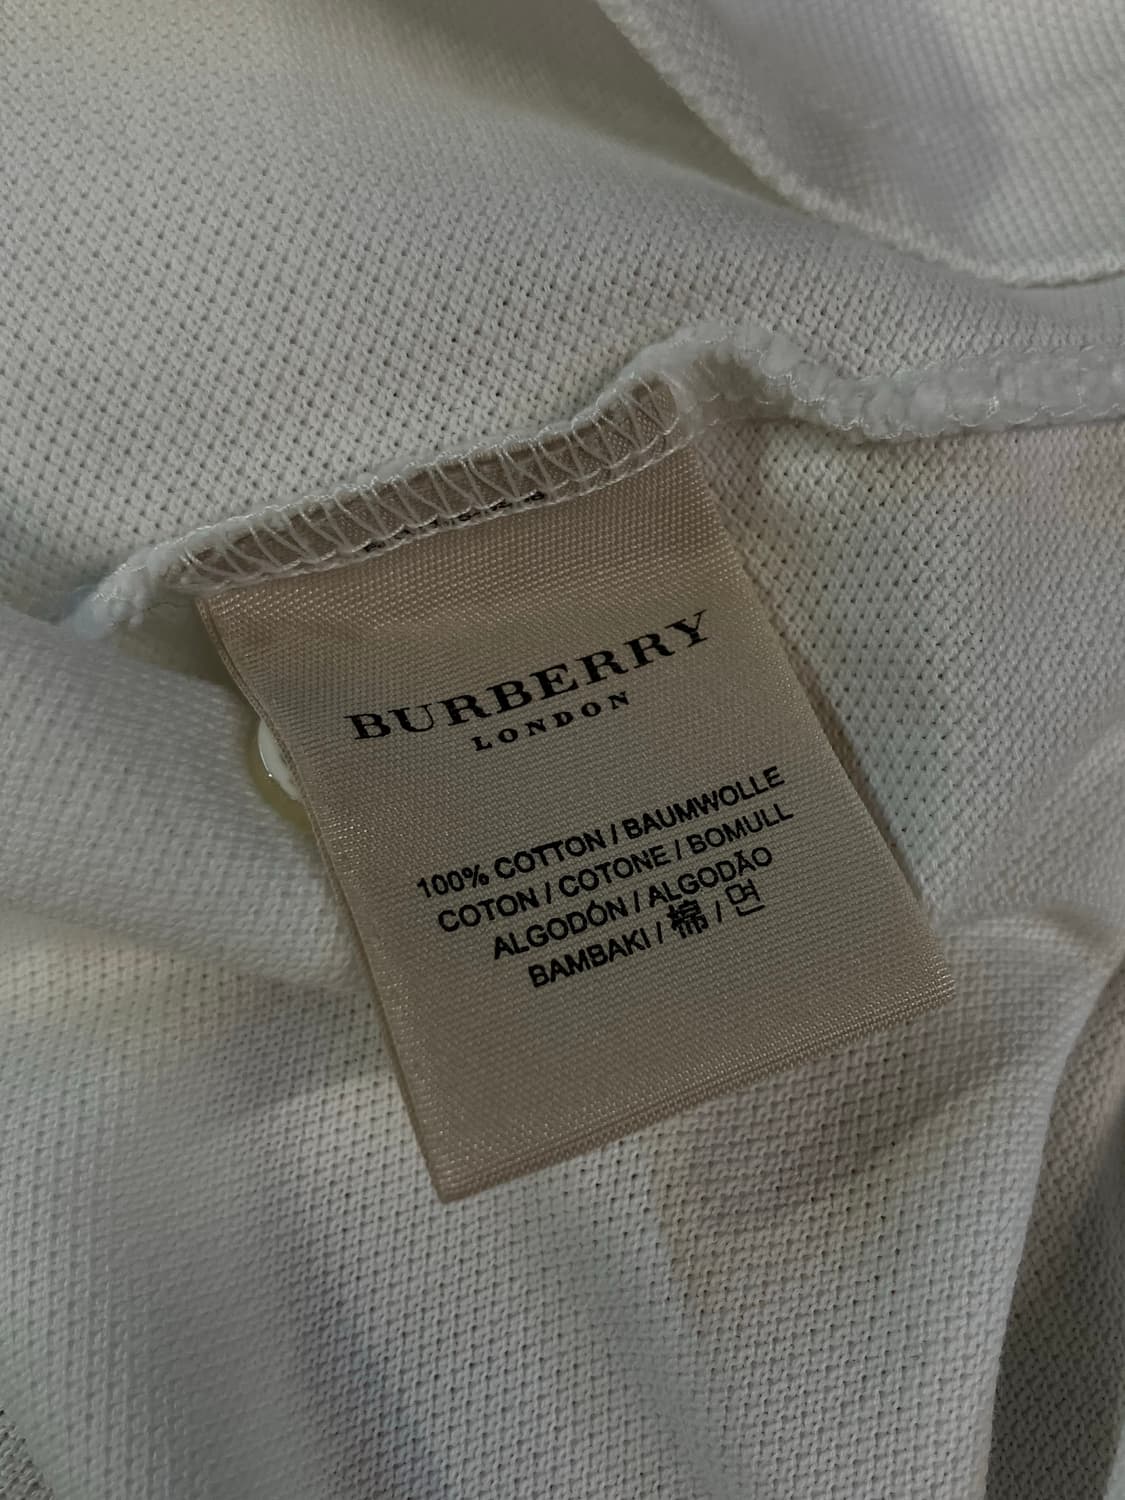 BURBERRY
LONDON
100% COTTON / BAUMWOLLE
COTON / COTONE / BOMULL
ALGODÓN / ALGODÃO
BAMBAKI / 棉 / 면